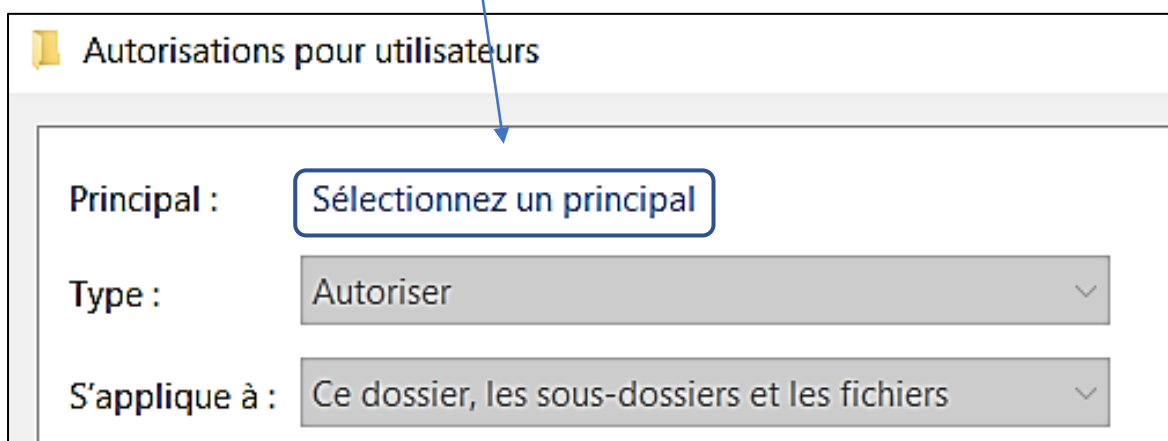 Autorisations pour utilisateurs
Principal :
Sélectionnez un principal
Type :
Autoriser
S'applique à :
Ce dossier, les sous-dossiers et les fichiers